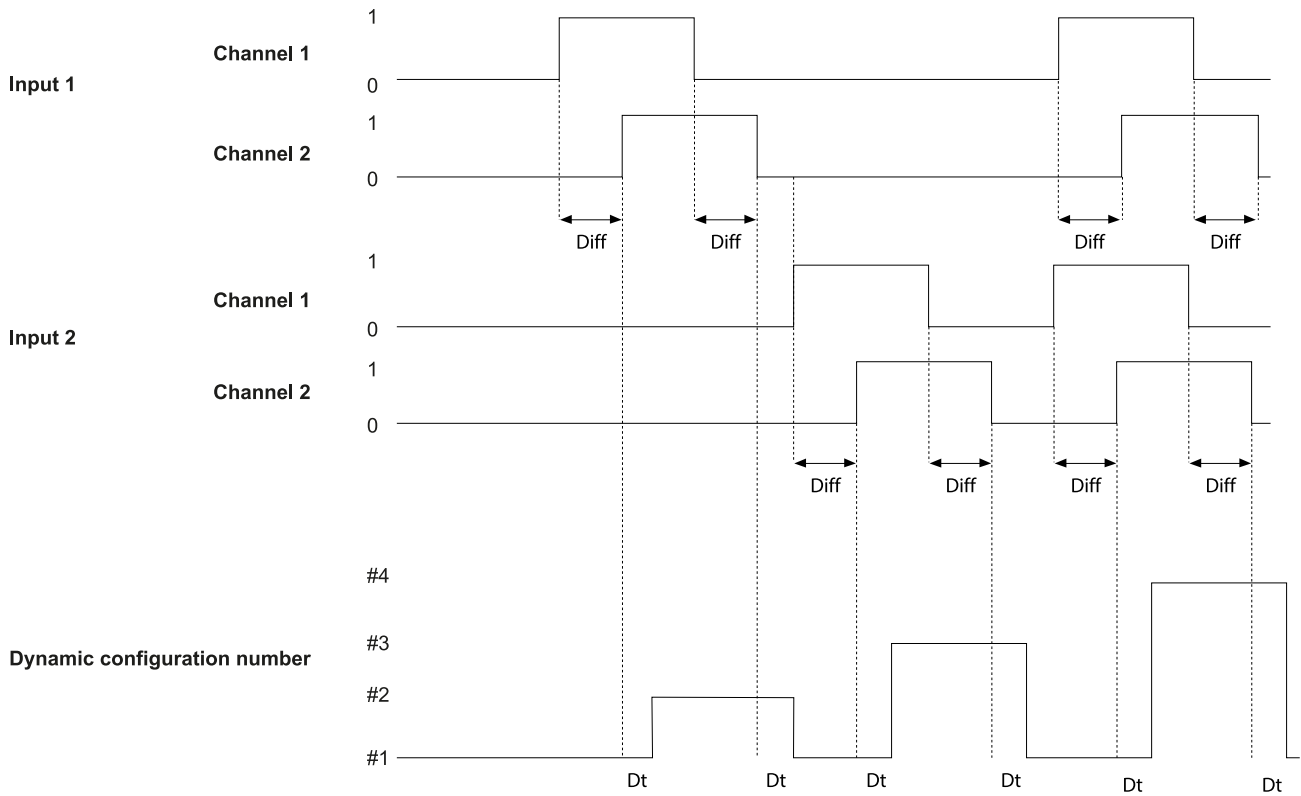 1
Channel 1
Input 1
0
1
Channel 2
0
Diff Diff Diff Diff
1
Channel 1
0
Input 2
1
Channel 2
0
Diff Diff Diff Diff
#4
#3
Dynamic configuration number
#2
#1
Dt Dt Dt Dt Dt Dt